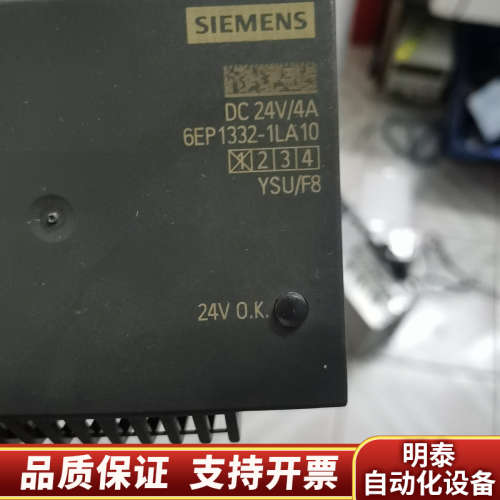 SIEMENS
DC 24V/4A
6EP1332-1LA10
X 2 3 4
YSU/F8
24V O.K.
品质保证 支持开票
明泰
自动化设备